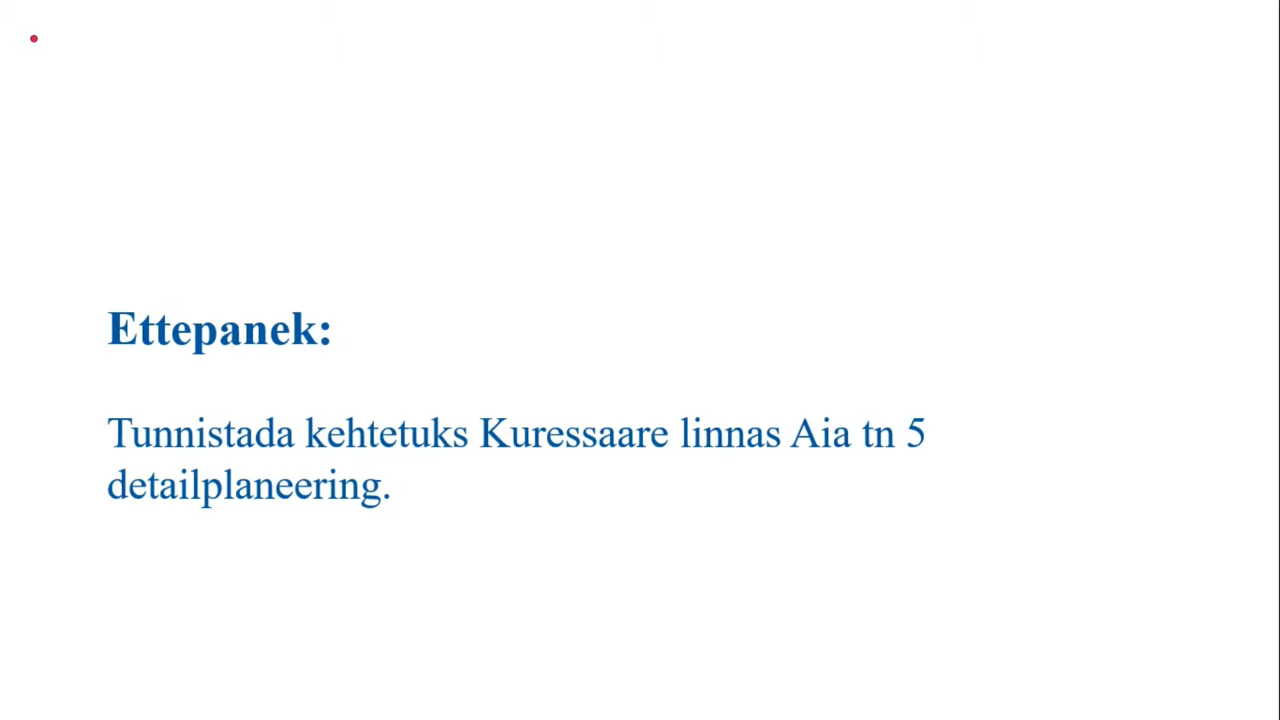 Ettepanek:
Tunnistada kehtetuks Kuressaare linnas Aia tn 5
detailplaneering.